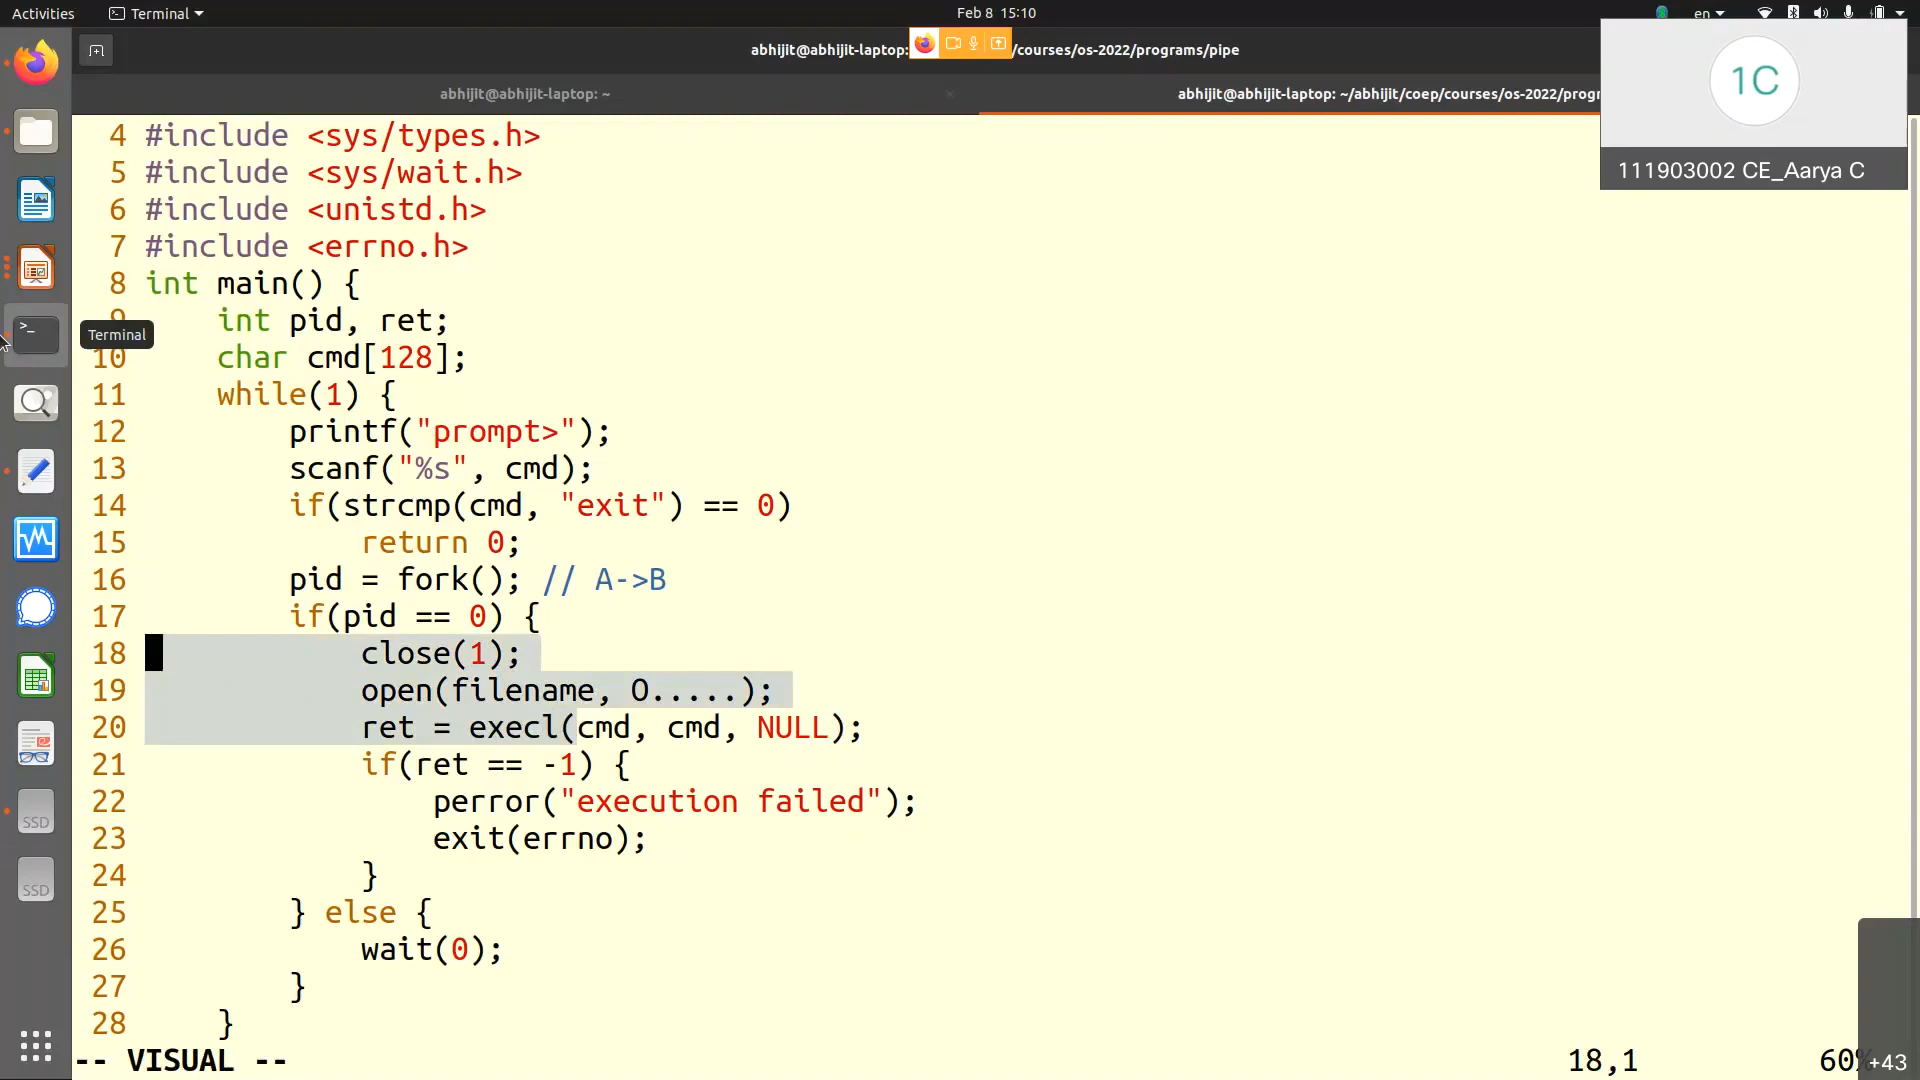 Activities
Terminal
Feb 8 15:10
en
abhijit@abhijit-laptop: /courses/os-2022/programs/pipe
abhijit@abhijit-laptop: ~
abhijit@abhijit-laptop: ~/abhijit/coep/courses/os-2022/progr
1C
111903002 CE_Aarya C
4 #include <sys/types.h>
5 #include <sys/wait.h>
6 #include <unistd.h>
7 #include <errno.h>
8 int main() {
9 int pid, ret;
Terminal
10 char cmd[128];
11 while(1) {
12 printf("prompt>");
13 scanf("%s", cmd);
14 if(strcmp(cmd, "exit") == 0)
15 return 0;
16 pid = fork(); // A->B
17 if(pid == 0) {
18 close(1);
19 open(filename, O.....);
20 ret = execl(cmd, cmd, NULL);
21 if(ret == -1) {
22 perror("execution failed");
23 exit(errno);
24 }
25 } else {
26 wait(0);
27 }
28 }
SSD
SSD
-- VISUAL --
18,1
60%
+43